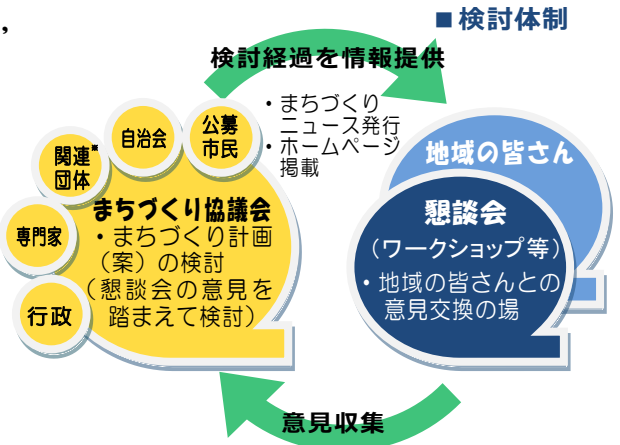 ,
■検討体制
検討経過を情報提供
・まちづくり
ニュース発行
・ホームページ
掲載
公募
市民
自治会
関連*
団体
専門家
行政
まちづくり協議会
・まちづくり計画
（案）の検討
（懇談会の意見を
踏まえて検討）
地域の皆さん
懇談会
（ワークショップ等）
・地域の皆さんとの
意見交換の場
意見収集